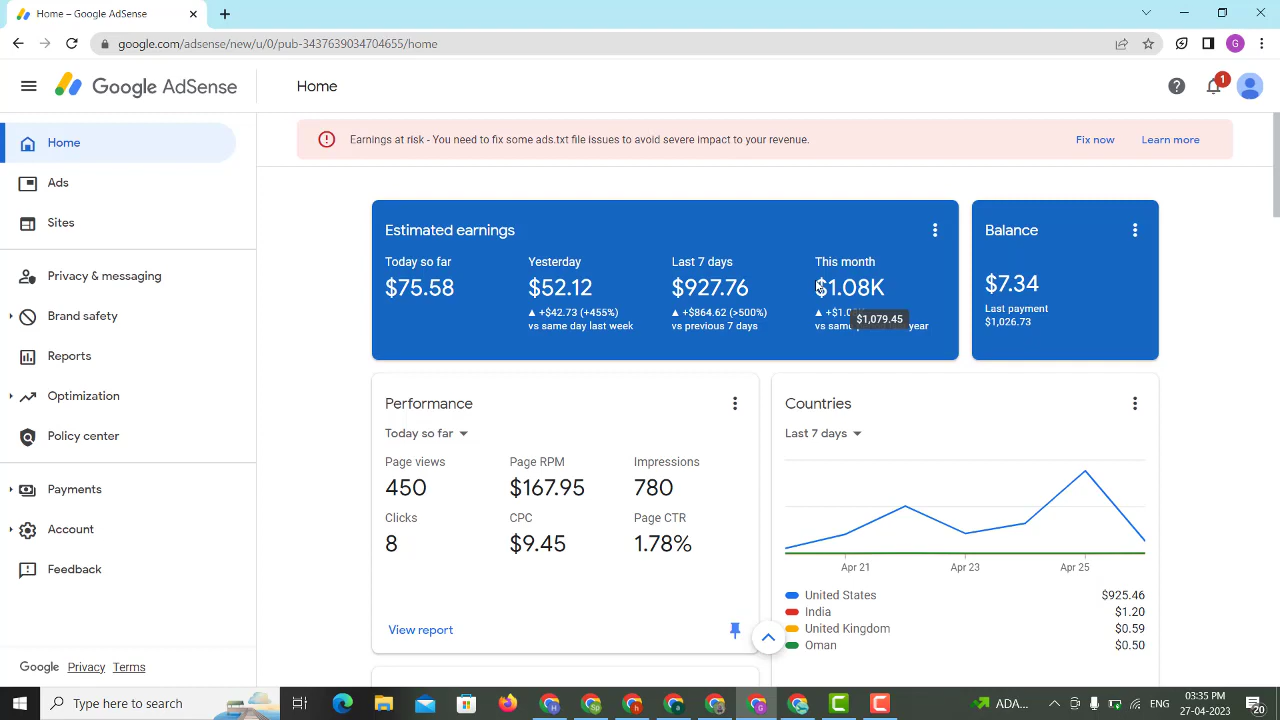 Home – Google AdSense
google.com/adsense/new/u/0/pub-3437639034704655/home
G
Google AdSense
Home
1
Earnings at risk - You need to fix some ads.txt file issues to avoid severe impact to your revenue.
Fix now
Learn more
Home
Ads
Sites
Privacy & messaging
Brand safety
Reports
Optimization
Policy center
Payments
Account
Feedback
Google Privacy Terms
Estimated earnings
Today so far
$75.58
Yesterday
$52.12
▲ +$42.73 (+455%)
vs same day last week
Last 7 days
$927.76
▲ +$864.62 (>500%)
vs previous 7 days
This month
$1.08K
$1,079.45
year
Balance
$7.34
Last payment
$1,026.73
Performance
Today so far
Page views
450
Page RPM
$167.95
Impressions
780
Clicks
8
CPC
$9.45
Page CTR
1.78%
View report
Countries
Last 7 days
Apr 21
Apr 23
Apr 25
United States $925.46
India $1.20
United Kingdom $0.59
Oman $0.50
Type here to search
ADA...
ENG
03:35 PM
27-04-2023
20